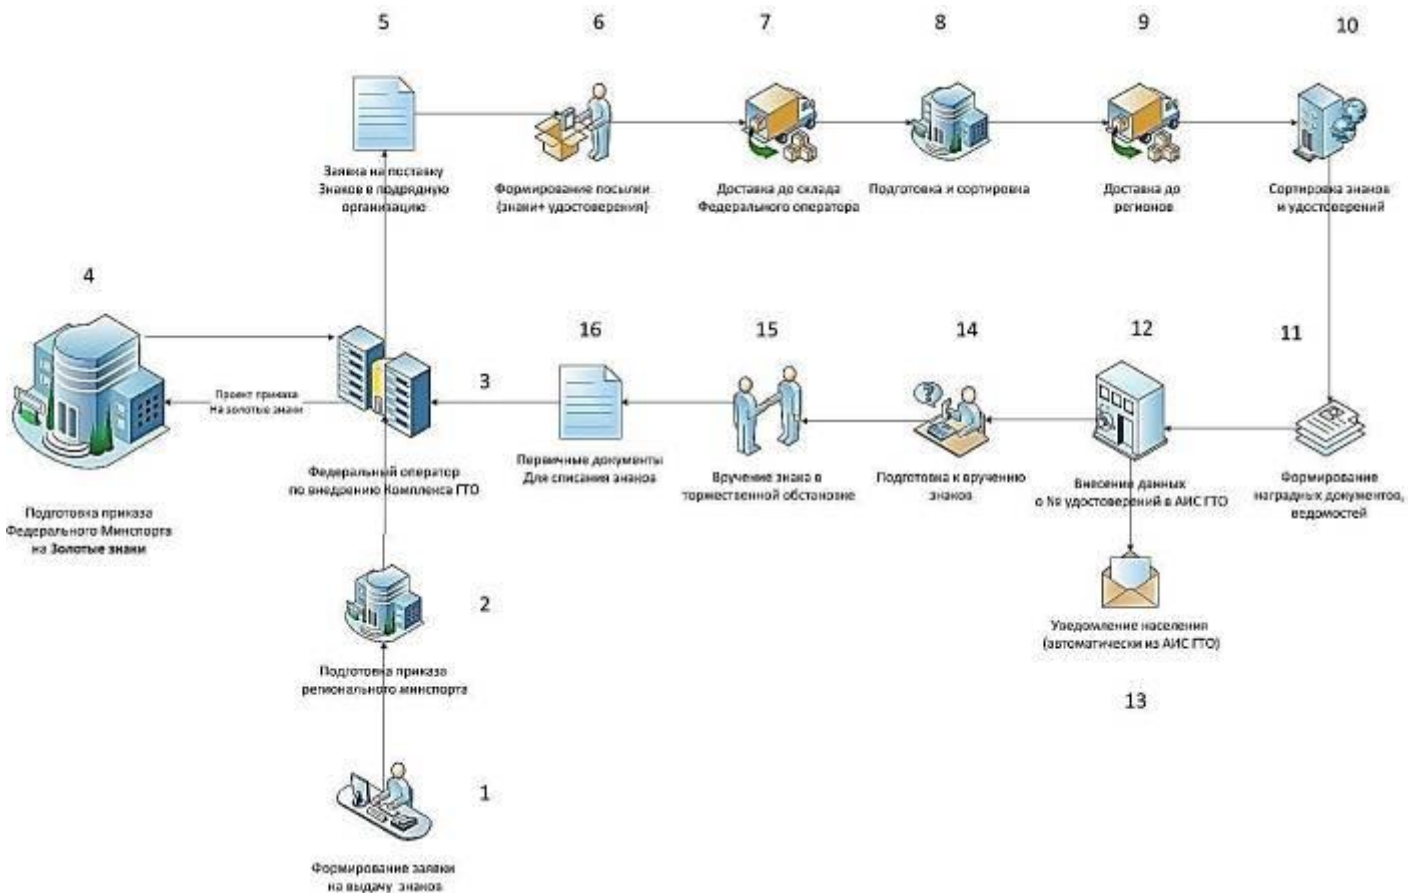 5
6
7
8
9
10
Заявка на поставку
Знаков в подрядную
организацию
Формирование посылки
(знаки+ удостоверения)
Доставка до склада
Федерального оператора
Подготовка и сортировка
Доставка до
регионов
Сортировка знаков
и удостоверений
4
16
15
14
12
11
3
Проект приказа
На золотые знаки
Подготовка приказа
Федерального Минспорта
на Золотые знаки
Федеральный оператор
по внедрению Комплекса ГТО
Первичные документы
Для списания знаков
Вручение знака в
торжественной обстановке
Подготовка к вручению
знаков
Внесение данных
о № удостоверений в АИС ГТО
Формирование
наградных документов,
ведомостей
2
Подготовка приказа
регионального минспорта
Уведомление населения
(автоматически из АИС ГТО)
13
1
Формирование заявки
на выдачу знаков